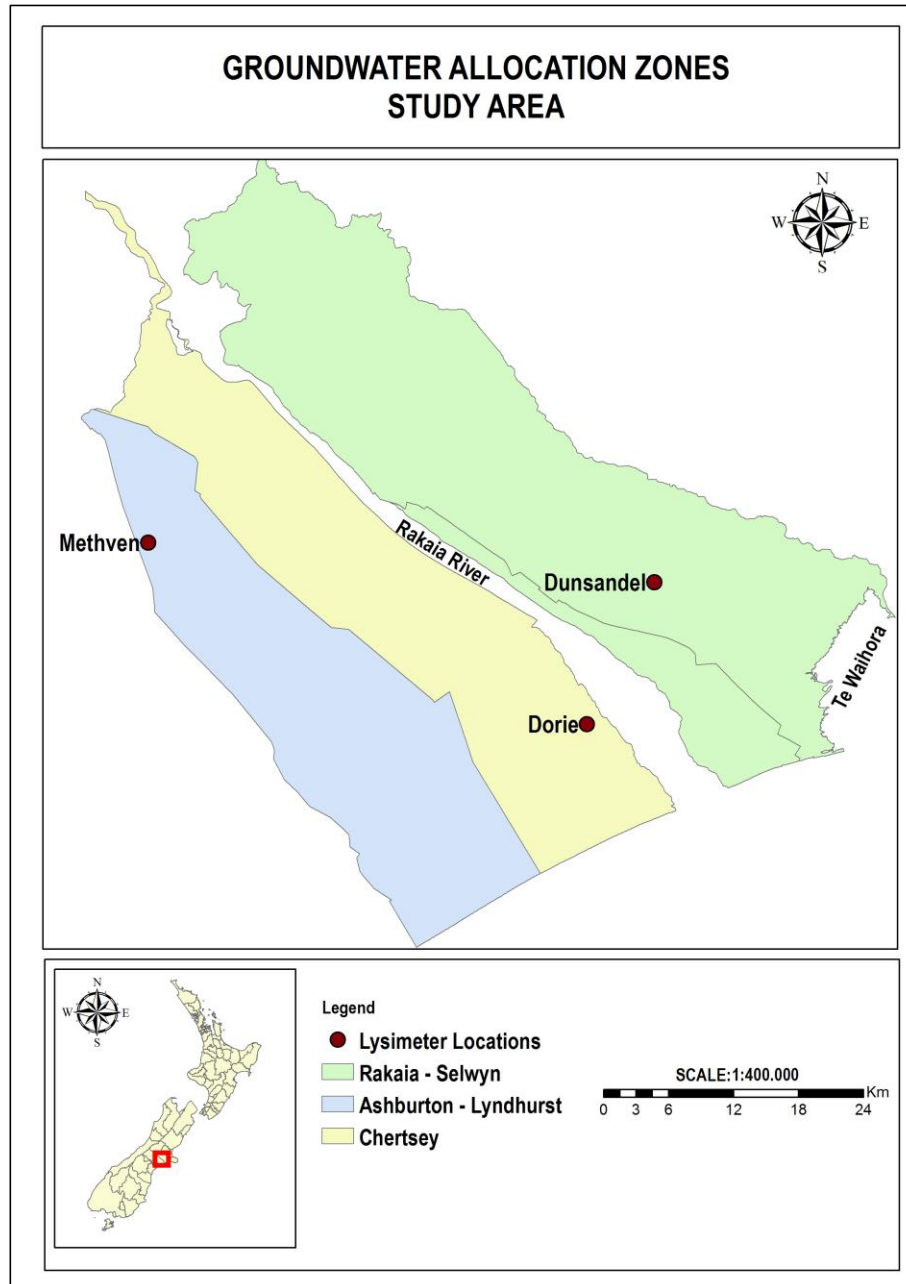 GROUNDWATER ALLOCATION ZONES
STUDY AREA
N
W E
S
Methven
Rakaia River
Dunsandel
Te Waihora
Dorie
N
W E
S
Legend
Lysimeter Locations
Rakaia - Selwyn
Ashburton - Lyndhurst
Chertsey
SCALE:1:400.000
Km
0 3 6 12 18 24